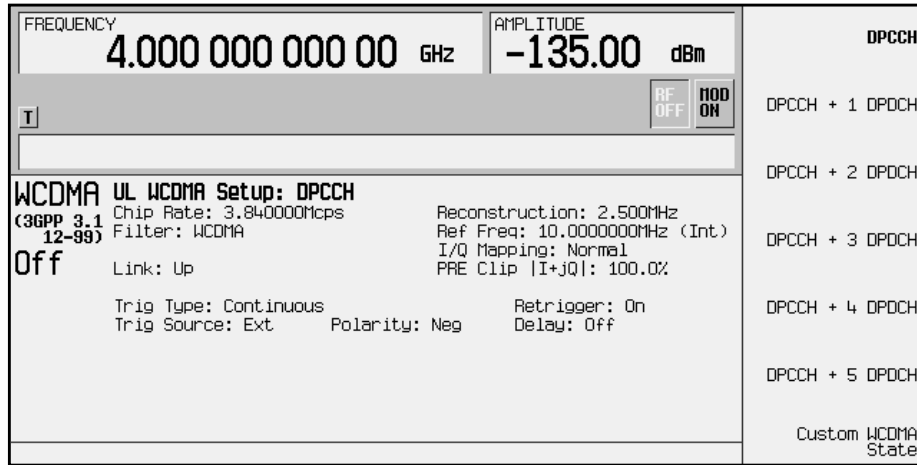 FREQUENCY
4.000 000 000 00 GHz
AMPLITUDE
-135.00 dBm
RF OFF
MOD ON
T
WCDMA
(3GPP 3.1
12-99)
Off
UL WCDMA Setup: DPCCH
Chip Rate: 3.840000Mcps
Filter: WCDMA
Link: Up
Reconstruction: 2.500MHz
Ref Freq: 10.0000000MHz (Int)
I/Q Mapping: Normal
PRE Clip |I+jQ|: 100.0%
Trig Type: Continuous
Retrigger: On
Trig Source: Ext Polarity: Neg Delay: Off
DPCCH
DPCCH + 1 DPDCH
DPCCH + 2 DPDCH
DPCCH + 3 DPDCH
DPCCH + 4 DPDCH
DPCCH + 5 DPDCH
Custom WCDMA
State